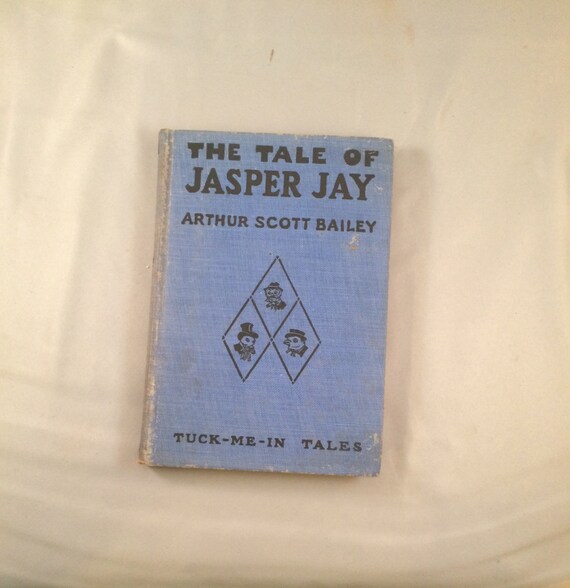 THE TALE OF
JASPER JAY
ARTHUR SCOTT BAILEY
TUCK-ME-IN TALES